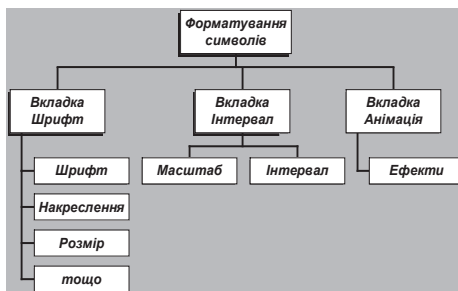 Форматування
символів
Вкладка
Шрифт
Вкладка
Інтервал
Вкладка
Анімація
Шрифт
Масштаб
Інтервал
Ефекти
Накреслення
Розмір
тощо